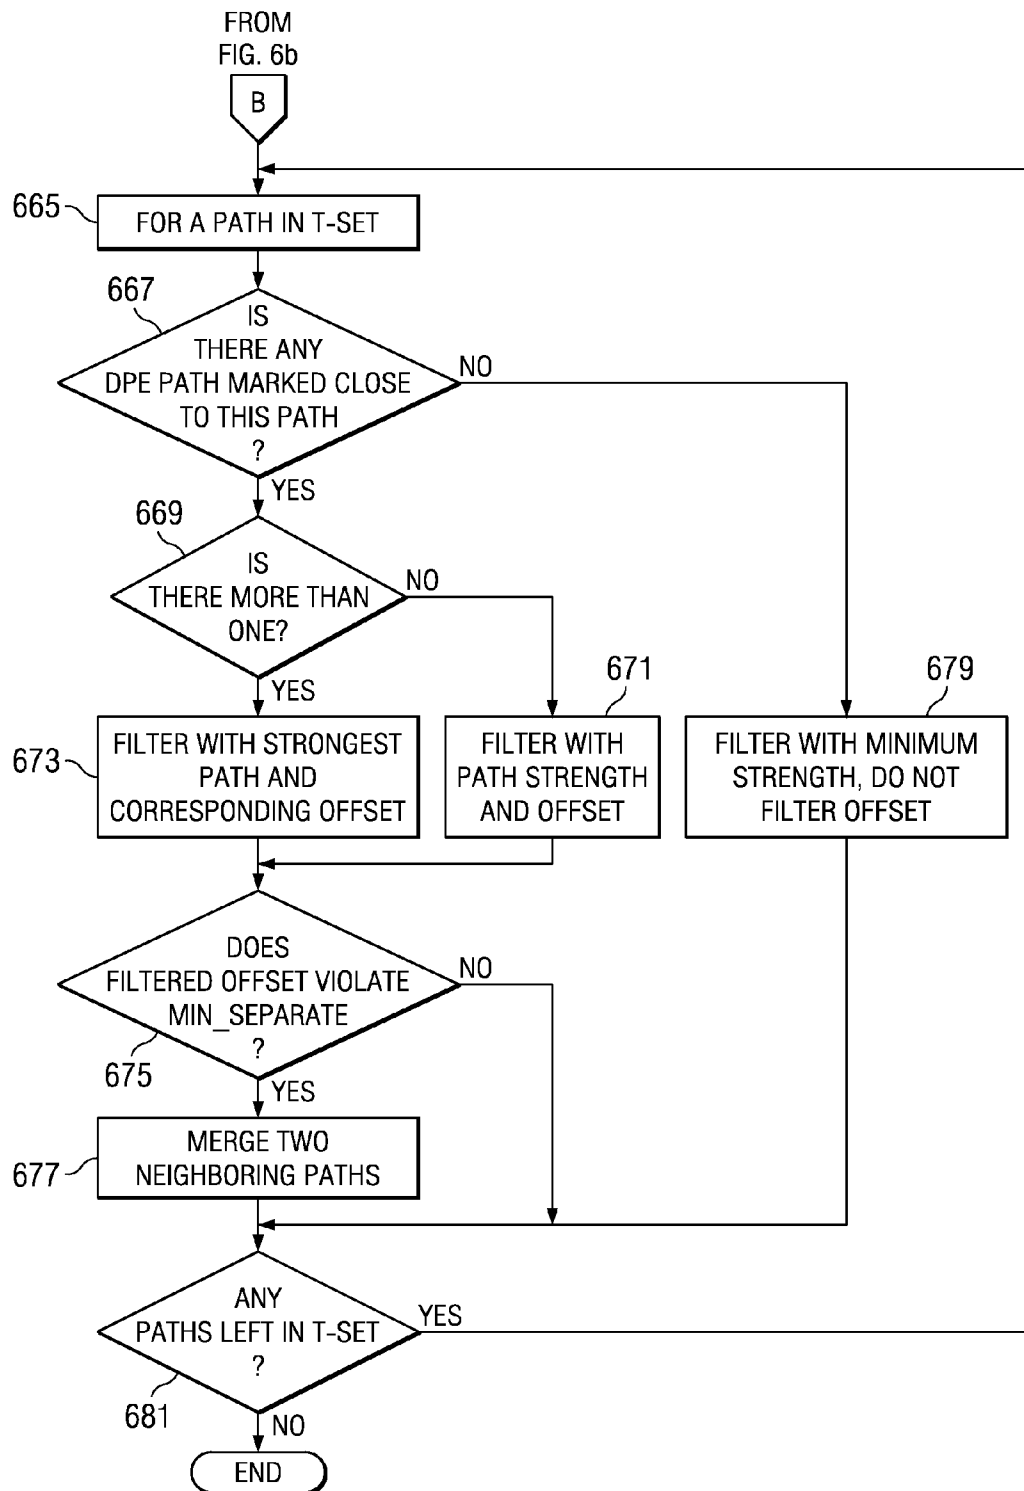 FROM
FIG. 6b
B
665
FOR A PATH IN T-SET
667
IS
THERE ANY
DPE PATH MARKED CLOSE
TO THIS PATH
?
NO
YES
669
IS
THERE MORE THAN
ONE?
NO
YES
671
679
673
FILTER WITH STRONGEST
PATH AND
CORRESPONDING OFFSET
FILTER WITH
PATH STRENGTH
AND OFFSET
FILTER WITH MINIMUM
STRENGTH, DO NOT
FILTER OFFSET
DOES
FILTERED OFFSET VIOLATE
MIN_SEPARATE
?
NO
675
YES
677
MERGE TWO
NEIGHBORING PATHS
ANY
PATHS LEFT IN T-SET
?
YES
681
NO
END